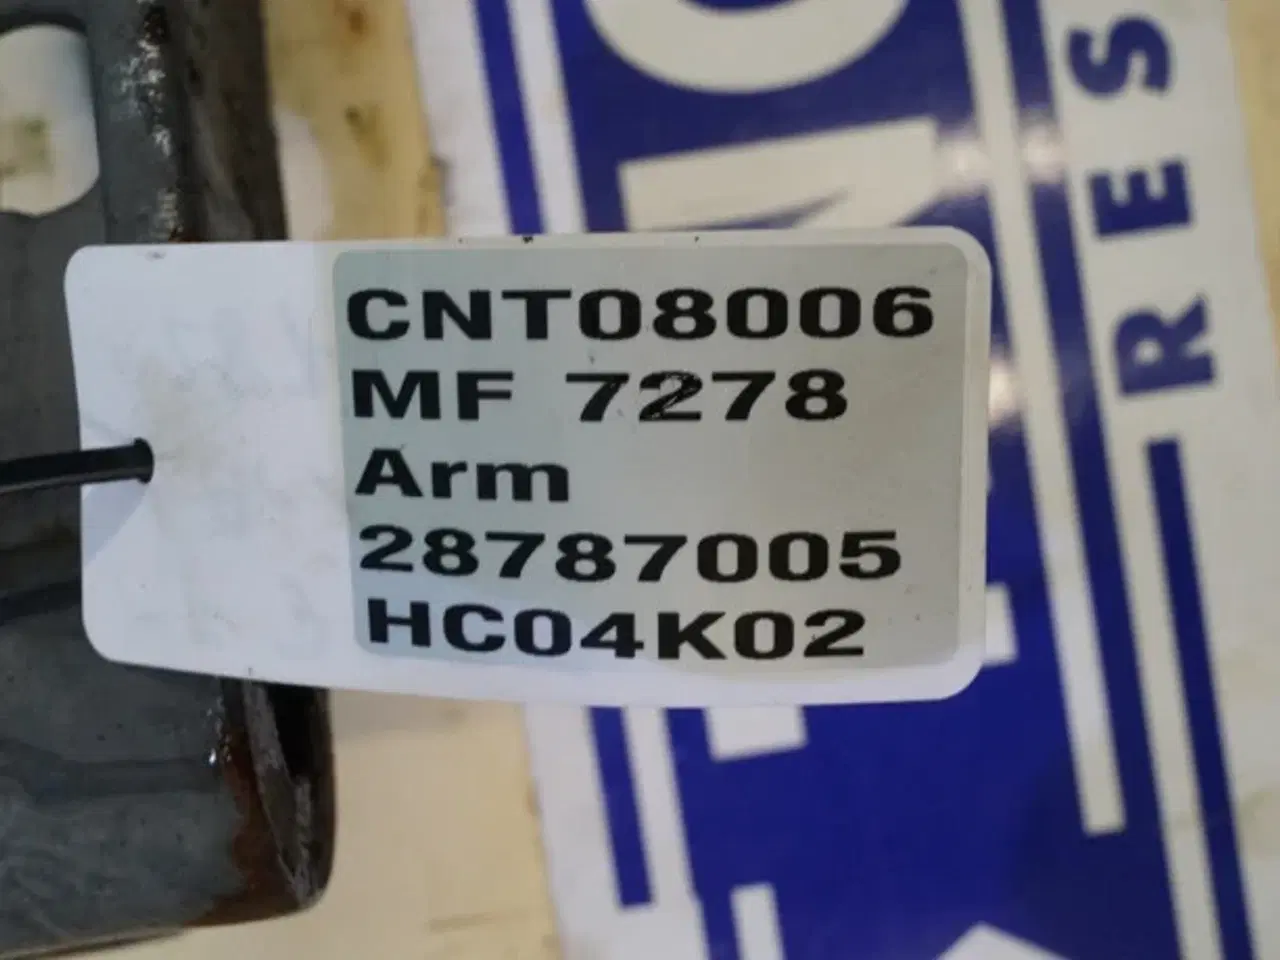 CNT08006
MF 7278
Arm
28787005
HC04K02
RES